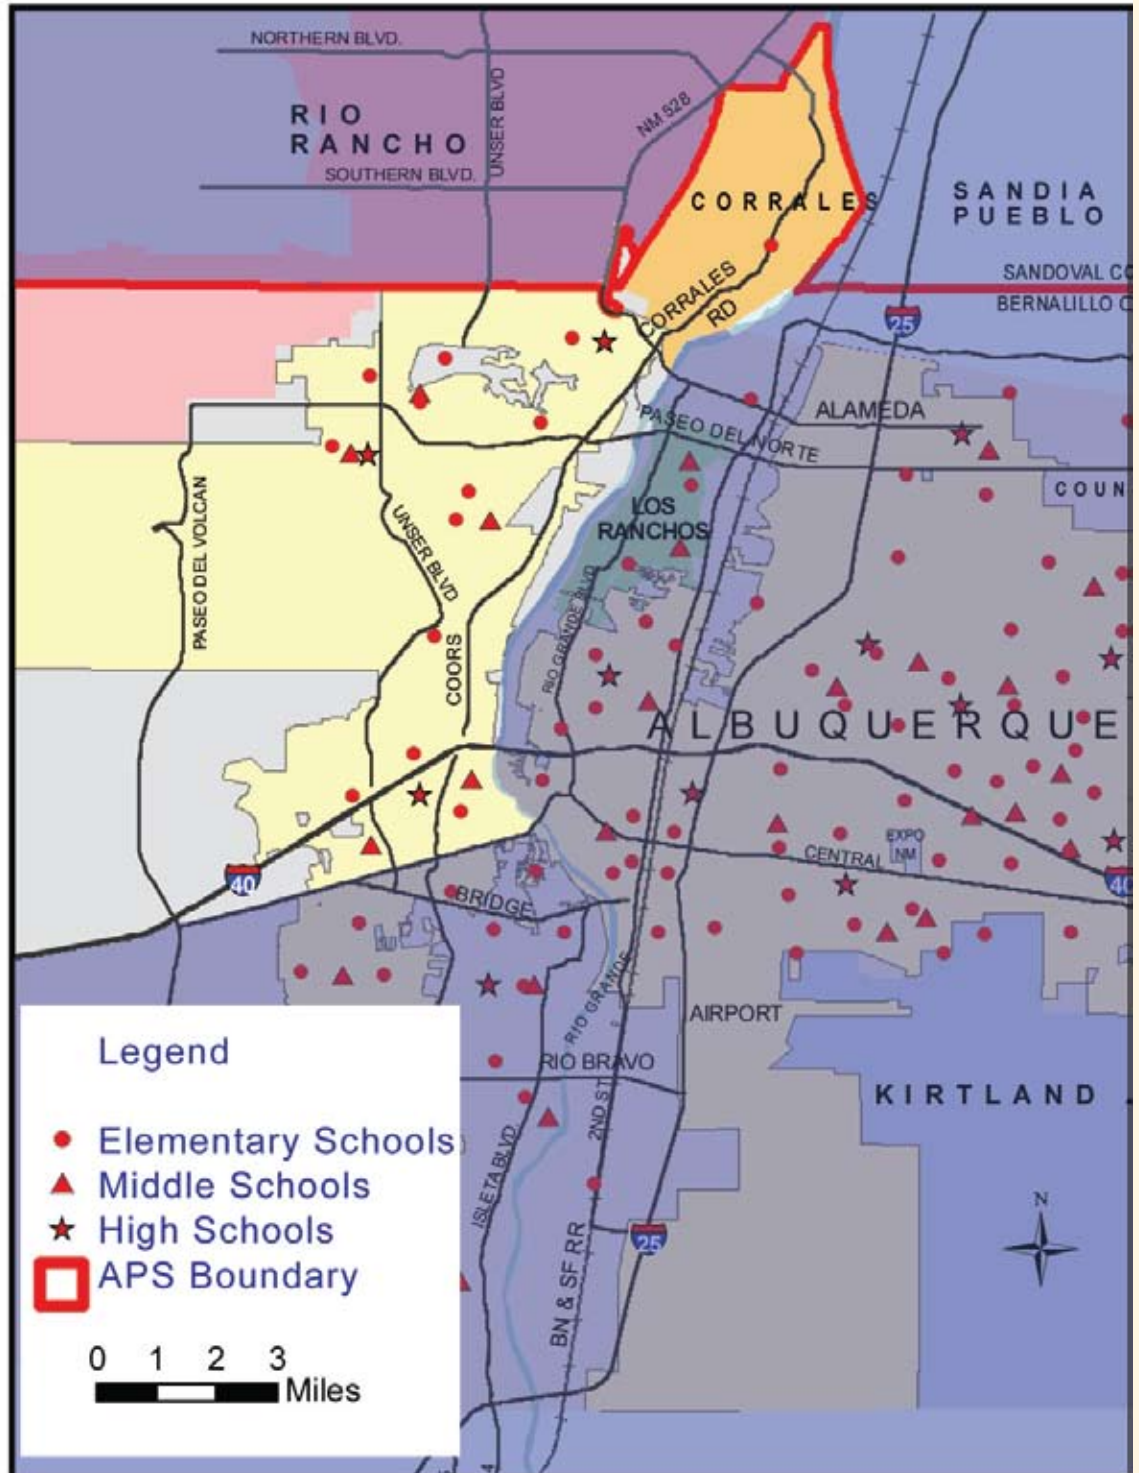 NORTHERN BLVD.
RIO
RANCHO
UNSER BLVD
NM 528
SOUTHERN BLVD.
CORRALES
SANDIA
PUEBLO
SANDOVAL CO
BERNALILLO
CORRALES
RD
25
ALAMEDA
PASEO DEL NORTE
COUN
LOS
RANCHOS
PASEO DEL VOLCAN
UNSER BLVD
COORS
RIO GRANDE BLVD
ALBUQUERQUE
EXPO
NM
CENTRAL
40
40
BRIDGE
RIO GRANDE
AIRPORT
RIO BRAVO
2ND ST
KIRTLAND
ISLETA BLVD.
BN & SF RR
25
N
Legend
Elementary Schools
Middle Schools
High Schools
APS Boundary
0 1 2 3
Miles